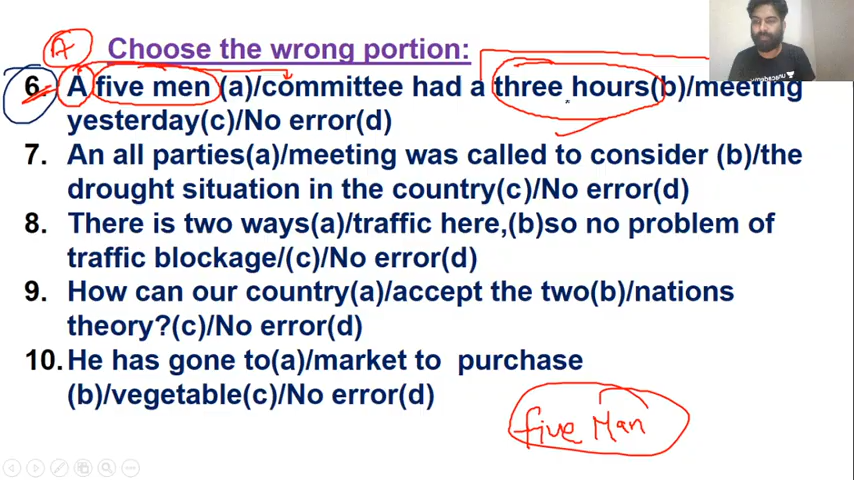 A Choose the wrong portion:
6. A five men (a)/committee had a three hours(b)/meeting
yesterday(c)/No error(d)
7. An all parties(a)/meeting was called to consider (b)/the
drought situation in the country(c)/No error(d)
8. There is two ways(a)/traffic here,(b)so no problem of
traffic blockage/(c)/No error(d)
9. How can our country(a)/accept the two(b)/nations
theory?(c)/No error(d)
10. He has gone to(a)/market to purchase
(b)/vegetable(c)/No error(d)
five Man